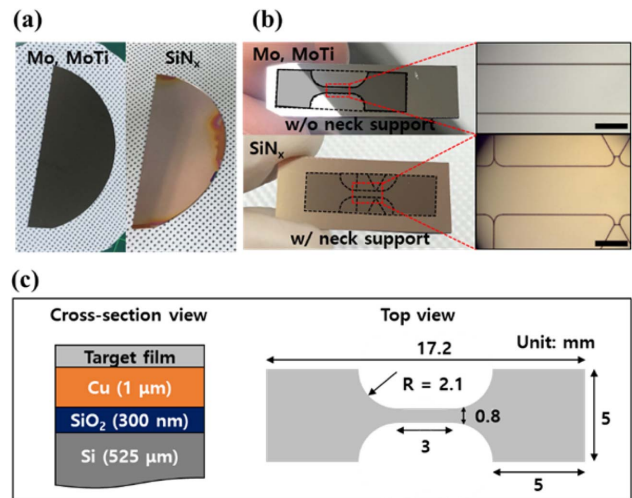 (a)
Mo, MoTi
SiNx
(b)
Mo, MoTi
w/o neck support
SiNx
w/ neck support
(c)
Cross-section view
Target film
Cu (1 μm)
SiO2 (300 nm)
Si (525 μm)
Top view
Unit: mm
17.2
R = 2.1
0.8
3
5
5